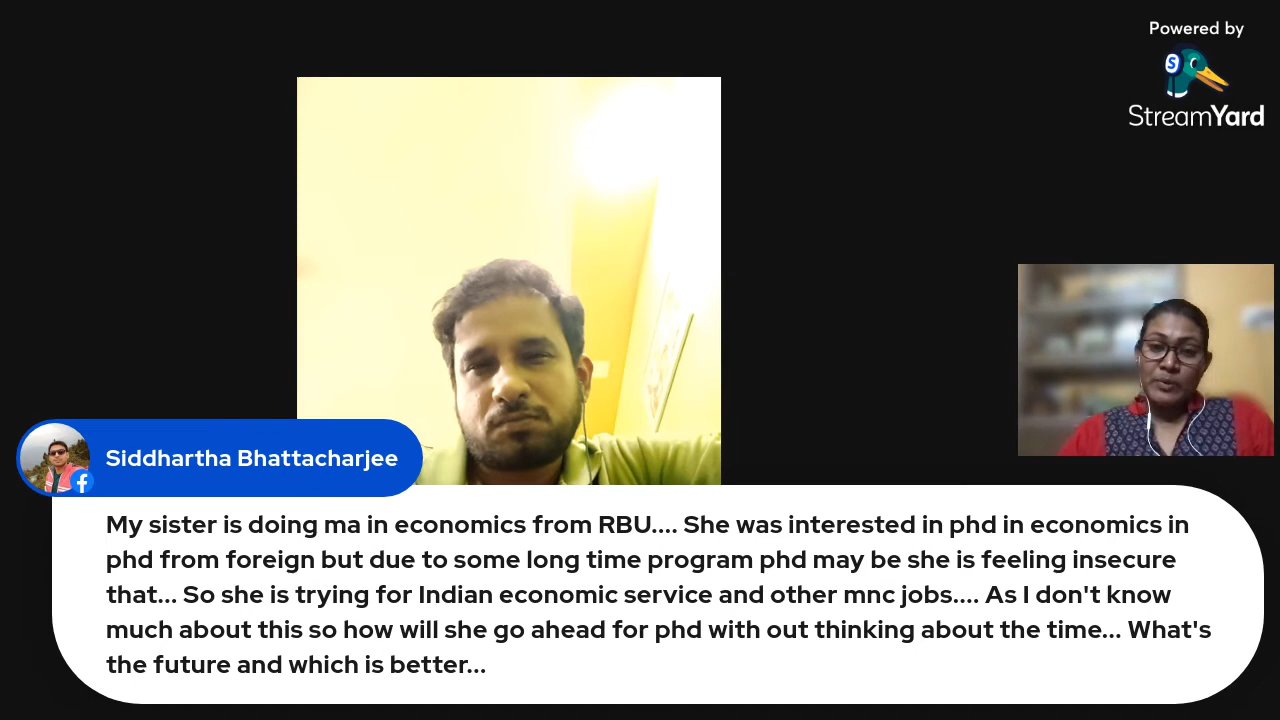 Powered by
S
StreamYard
Siddhartha Bhattacharjee
My sister is doing ma in economics from RBU.... She was interested in phd in economics in
phd from foreign but due to some long time program phd may be she is feeling insecure
that... So she is trying for Indian economic service and other mnc jobs.... As I don't know
much about this so how will she go ahead for phd with out thinking about the time... What's
the future and which is better...